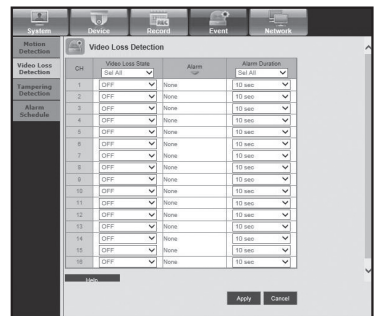 System Device Record Event Network
Motion Detection
Video Loss Detection
Tampering Detection
Alarm Schedule
Video Loss Detection
CH Video Loss State Alarm Alarm Duration
Sel All Sel All
1 OFF None 10 sec
2 OFF None 10 sec
3 OFF None 10 sec
4 OFF None 10 sec
5 OFF None 10 sec
6 OFF None 10 sec
7 OFF None 10 sec
8 OFF None 10 sec
9 OFF None 10 sec
10 OFF None 10 sec
11 OFF None 10 sec
12 OFF None 10 sec
13 OFF None 10 sec
14 OFF None 10 sec
15 OFF None 10 sec
16 OFF None 10 sec
Help
Apply Cancel